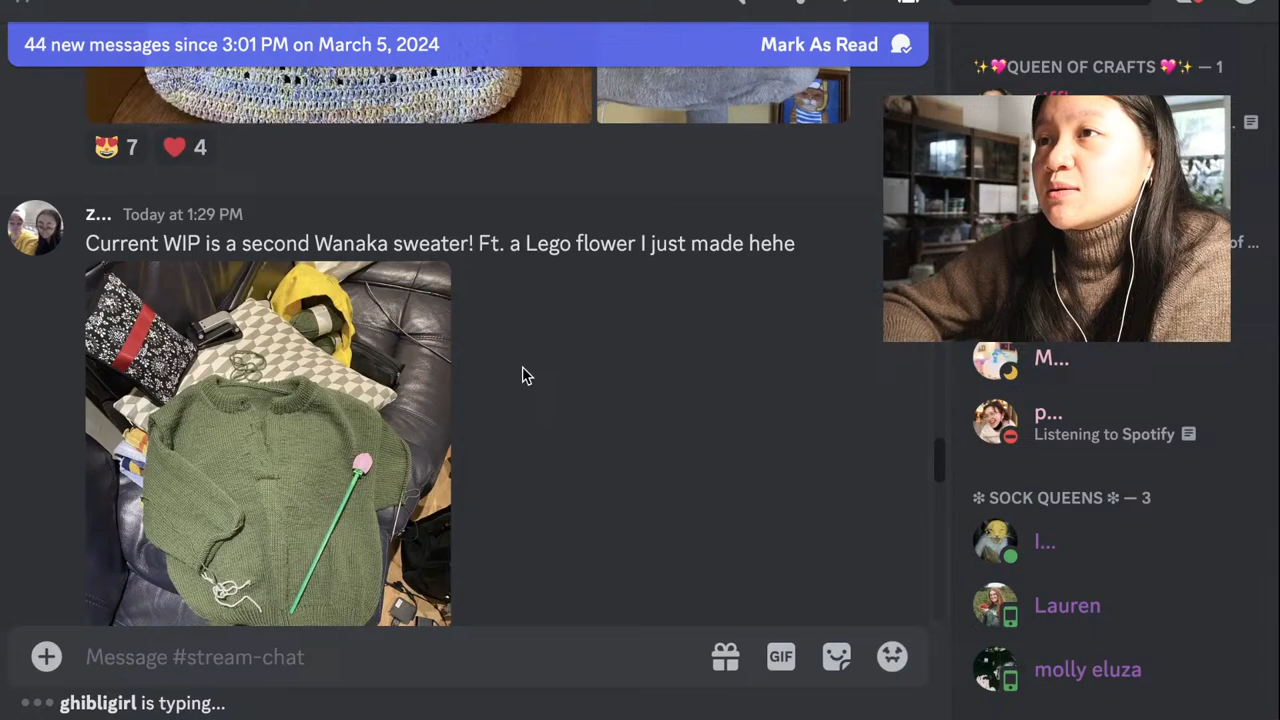 44 new messages since 3:01 PM on March 5, 2024
Mark As Read
✨💖QUEEN OF CRAFTS 💖✨ — 1
😻 7 ❤️ 4
Z... Today at 1:29 PM
Current WIP is a second Wanaka sweater! Ft. a Lego flower I just made hehe
of ...
M...
p...
Listening to Spotify
❇ SOCK QUEENS ❇ — 3
l...
Lauren
molly eluza
Message #stream-chat
GIF
ghibligirl is typing...